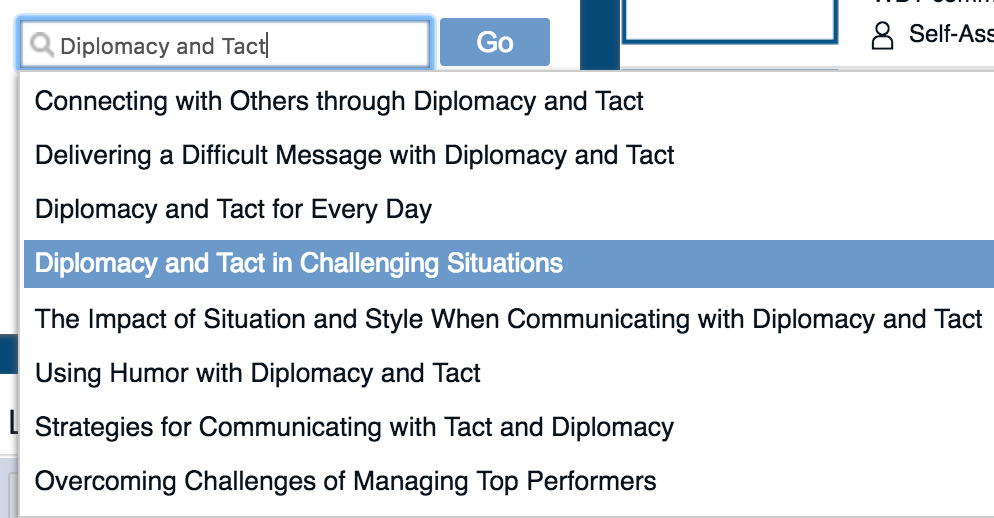 Diplomacy and Tact
Go
Self-Ass
Connecting with Others through Diplomacy and Tact
Delivering a Difficult Message with Diplomacy and Tact
Diplomacy and Tact for Every Day
Diplomacy and Tact in Challenging Situations
The Impact of Situation and Style When Communicating with Diplomacy and Tact
Using Humor with Diplomacy and Tact
Strategies for Communicating with Tact and Diplomacy
Overcoming Challenges of Managing Top Performers